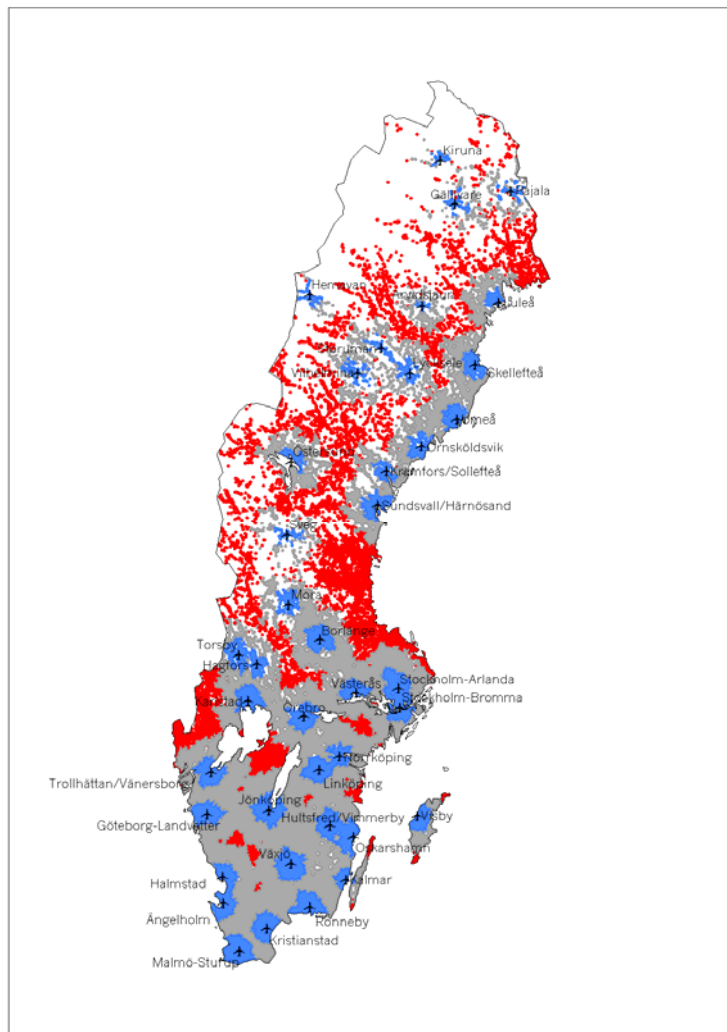 Kiruna
Gällivare
Pajala
Hemavan
Arvidsjaur
Luleå
Storuman
Vilhelmina
Lycksele
Skellefteå
Umeå
Örnsköldsvik
Östersund
Kramfors/Sollefteå
Sundsvall/Härnösand
Sveg
Mora
Borlänge
Torsby
Hagfors
Stockholm-Arlanda
Västerås
Stockholm-Bromma
Karlstad
Örebro
Norrköping
Trollhättan/Vänersborg
Linköping
Jönköping
Hultsfred/Vimmerby
Visby
Göteborg-Landvetter
Oskarshamn
Växjö
Halmstad
Kalmar
Ängelholm
Ronneby
Kristianstad
Malmö-Sturup